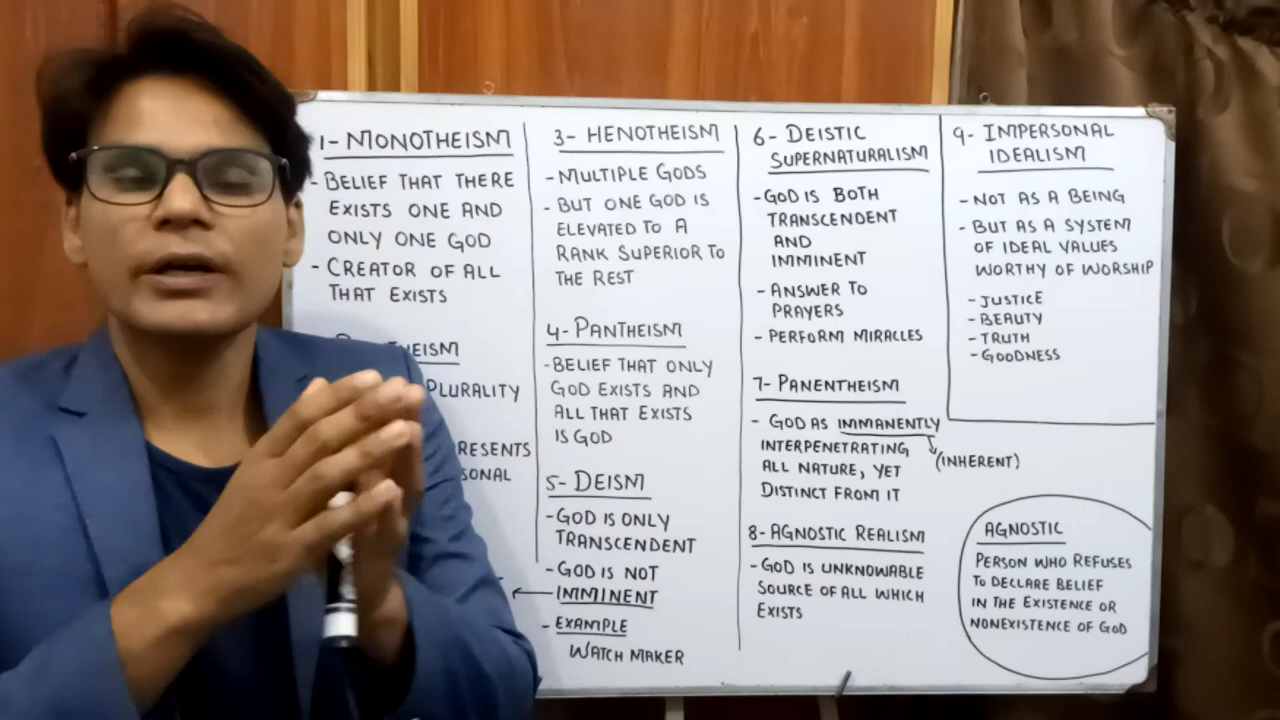 1- MONOTHEISM
- BELIEF THAT THERE
EXISTS ONE AND
ONLY ONE GOD
- CREATOR OF ALL
THAT EXISTS
PLURALITY
3- HENOTHEISM
- MULTIPLE GODS
- BUT ONE GOD IS
ELEVATED TO A
RANK SUPERIOR TO
THE REST
4- PANTHEISM
- BELIEF THAT ONLY
GOD EXISTS AND
ALL THAT EXISTS
IS GOD
5- DEISM
- GOD IS ONLY
TRANSCENDENT
- GOD IS NOT
IMMINENT
- EXAMPLE
WATCH MAKER
6- DEISTIC
SUPERNATURALISM
- GOD IS BOTH
TRANSCENDENT
AND
IMMINENT
- ANSWER TO
PRAYERS
- PERFORM MIRACLES
7- PANENTHEISM
- GOD AS IMMANENTLY
(INHERENT)
INTERPENETRATING
ALL NATURE, YET
DISTINCT FROM IT
8- AGNOSTIC REALISM
- GOD IS UNKNOWABLE
SOURCE OF ALL WHICH
EXISTS
9- IMPERSONAL
IDEALISM
- NOT AS A BEING
- BUT AS A SYSTEM
OF IDEAL VALUES
WORTHY OF WORSHIP
- JUSTICE
- BEAUTY
- TRUTH
- GOODNESS
AGNOSTIC
PERSON WHO REFUSES
TO DECLARE BELIEF
IN THE EXISTENCE OR
NONEXISTENCE OF GOD